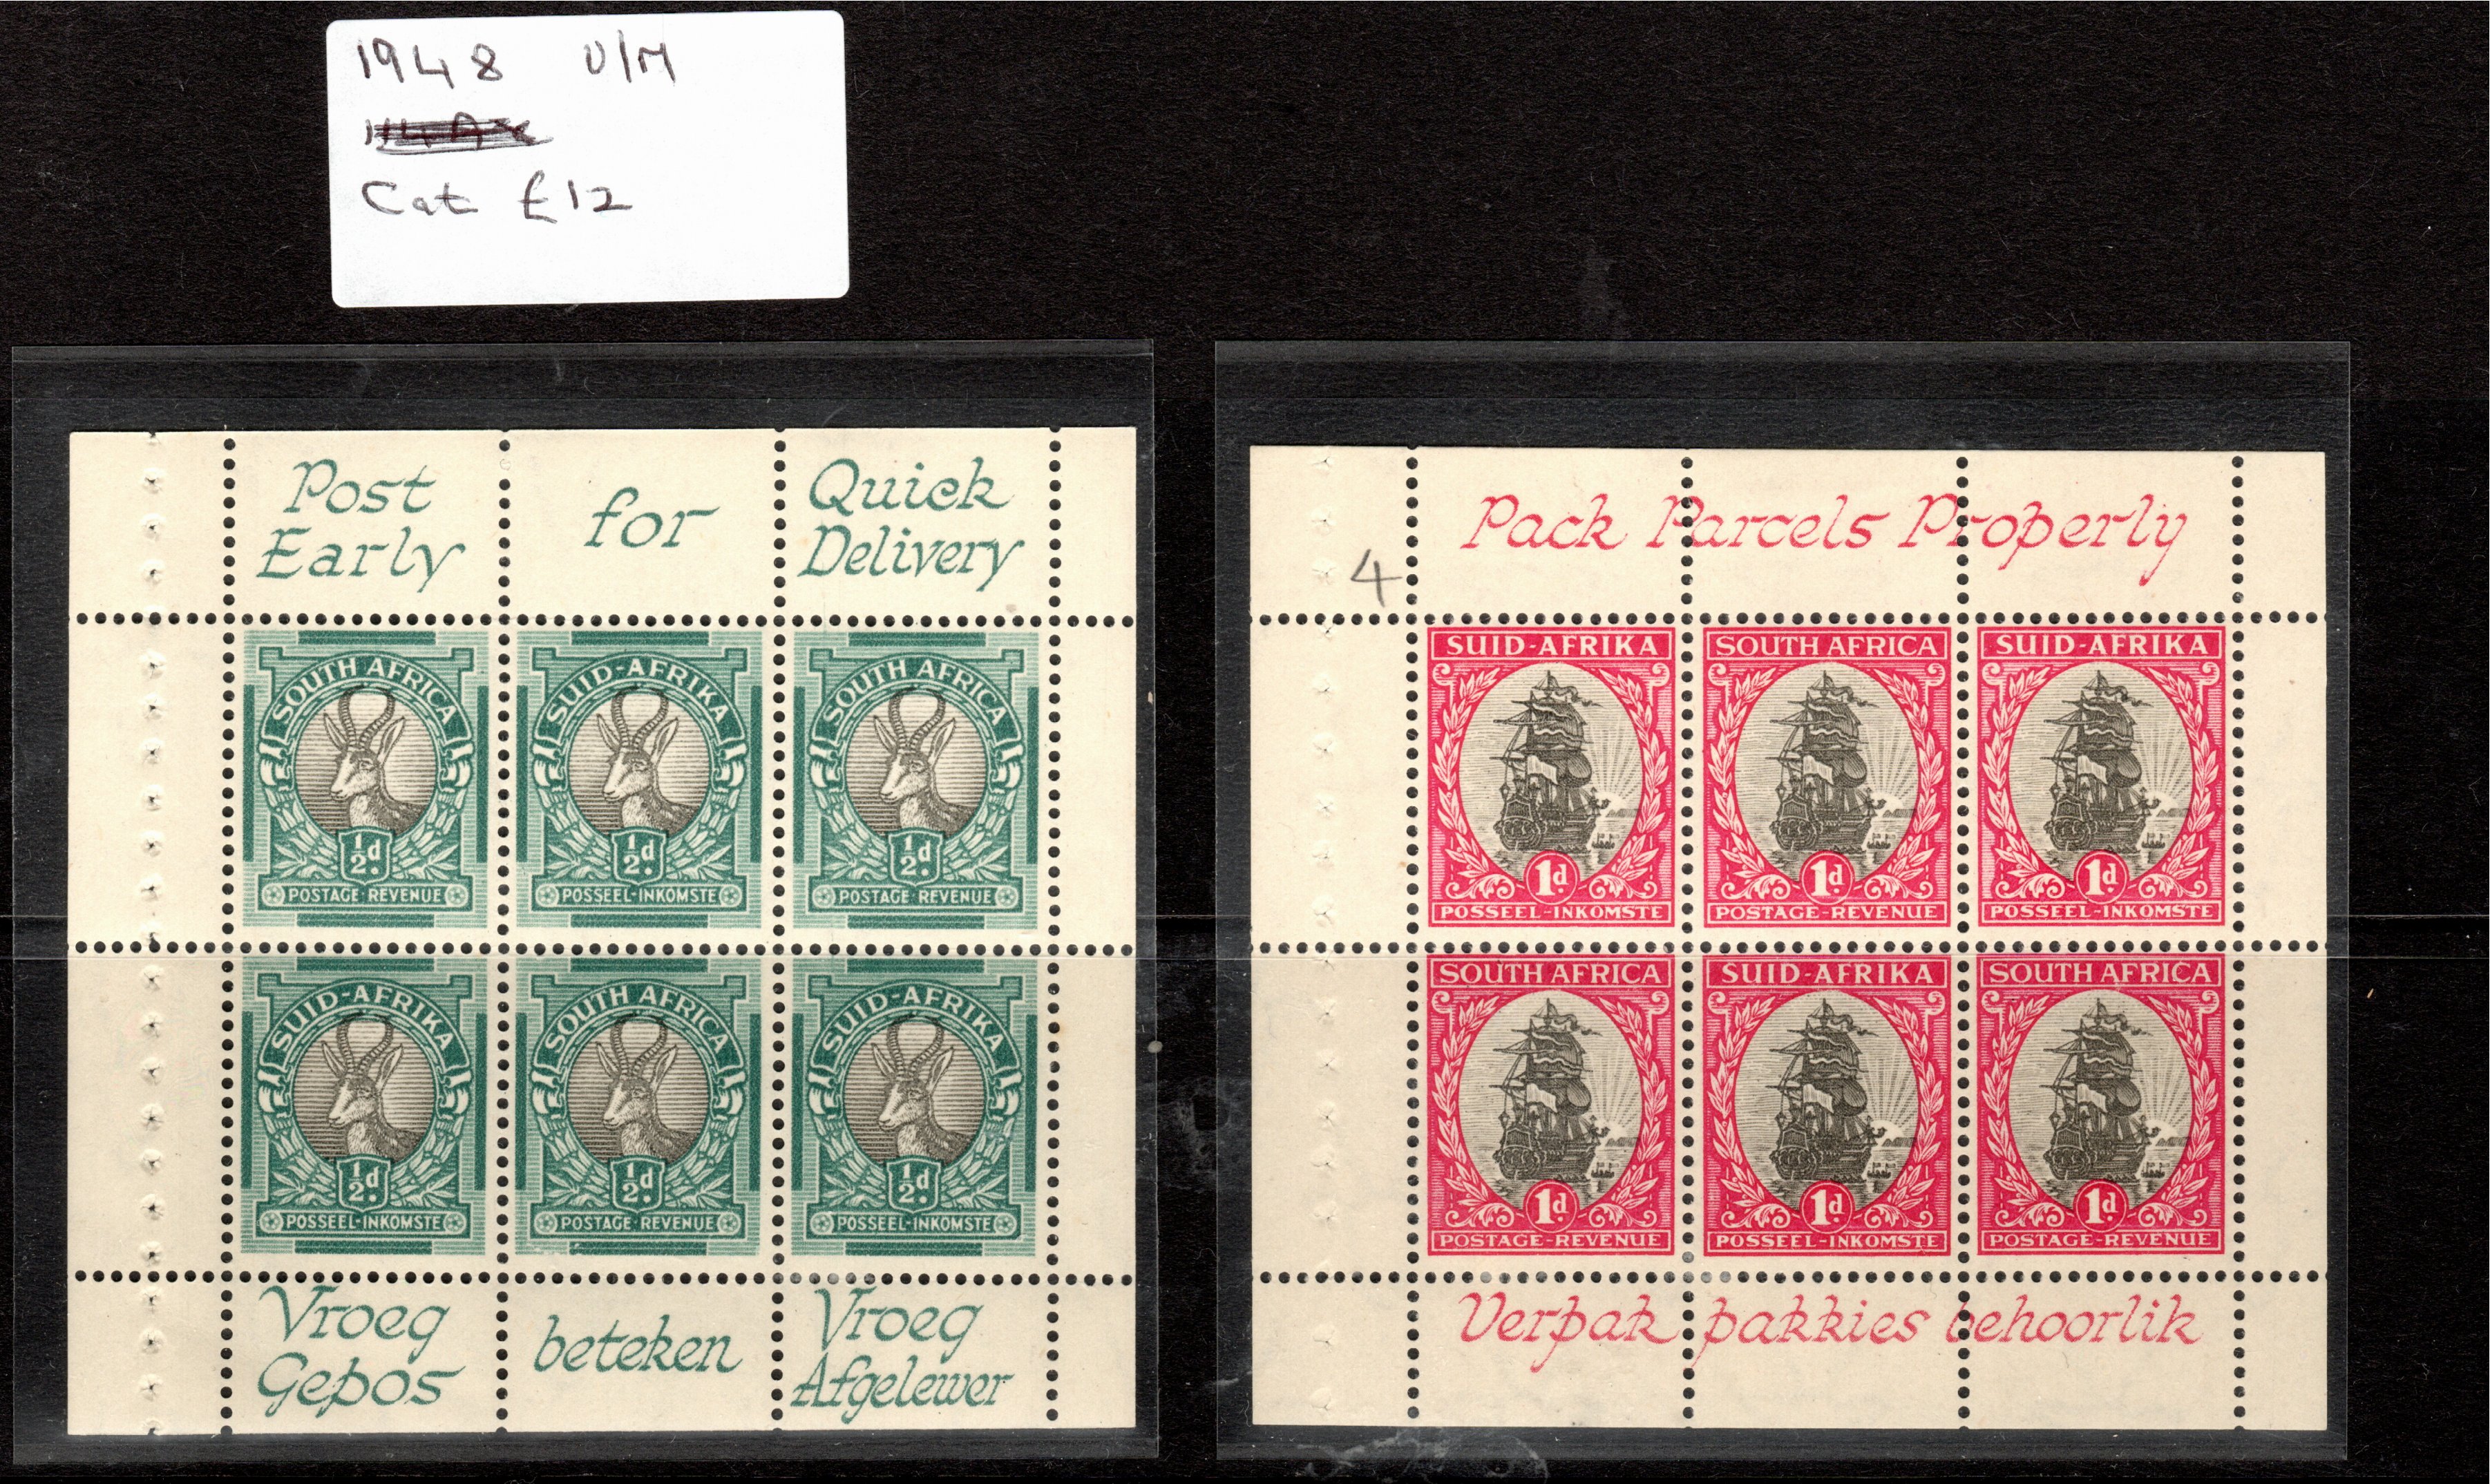 1948 U/M
Cat £12
Post Early for Quick Delivery
SOUTH AFRICA SUID-AFRIKA SOUTH AFRICA
½d ½d. ½d.
POSTAGE·REVENUE POSSEEL-INKOMSTE POSTAGE·REVENUE
SUID-AFRIKA SOUTH AFRICA SUID-AFRIKA
½d. ½d. ½d.
POSSEEL-INKOMSTE POSTAGE·REVENUE POSSEEL-INKOMSTE
Vroeg Gepos beteken Vroeg Afgelewer
Pack Parcels Properly
4
SUID-AFRIKA SOUTH AFRICA SUID-AFRIKA
1d. 1d. 1d.
POSSEEL-INKOMSTE POSTAGE-REVENUE POSSEEL-INKOMSTE
SOUTH AFRICA SUID-AFRIKA SOUTH AFRICA
1d. 1d. 1d.
POSTAGE-REVENUE POSSEEL-INKOMSTE POSTAGE-REVENUE
Verpak pakkies behoorlik